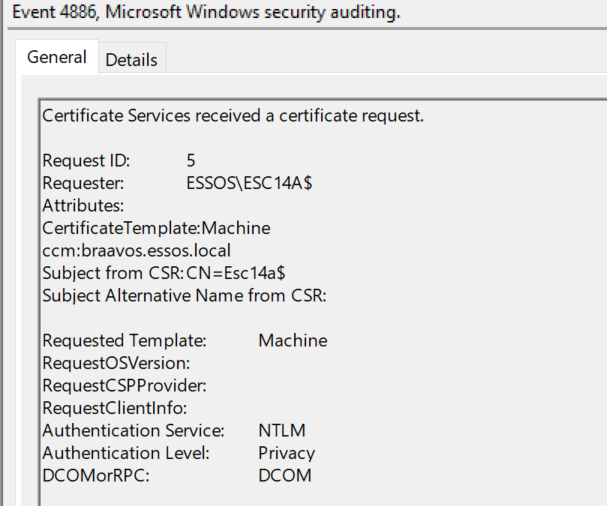 Event 4886, Microsoft Windows security auditing.
General Details
Certificate Services received a certificate request.
Request ID: 5
Requester: ESSOS\ESC14A$
Attributes:
CertificateTemplate:Machine
ccm:braavos.essos.local
Subject from CSR: CN=Esc14a$
Subject Alternative Name from CSR:
Requested Template: Machine
RequestOSVersion:
RequestCSPProvider:
RequestClientInfo:
Authentication Service: NTLM
Authentication Level: Privacy
DCOMorRPC: DCOM